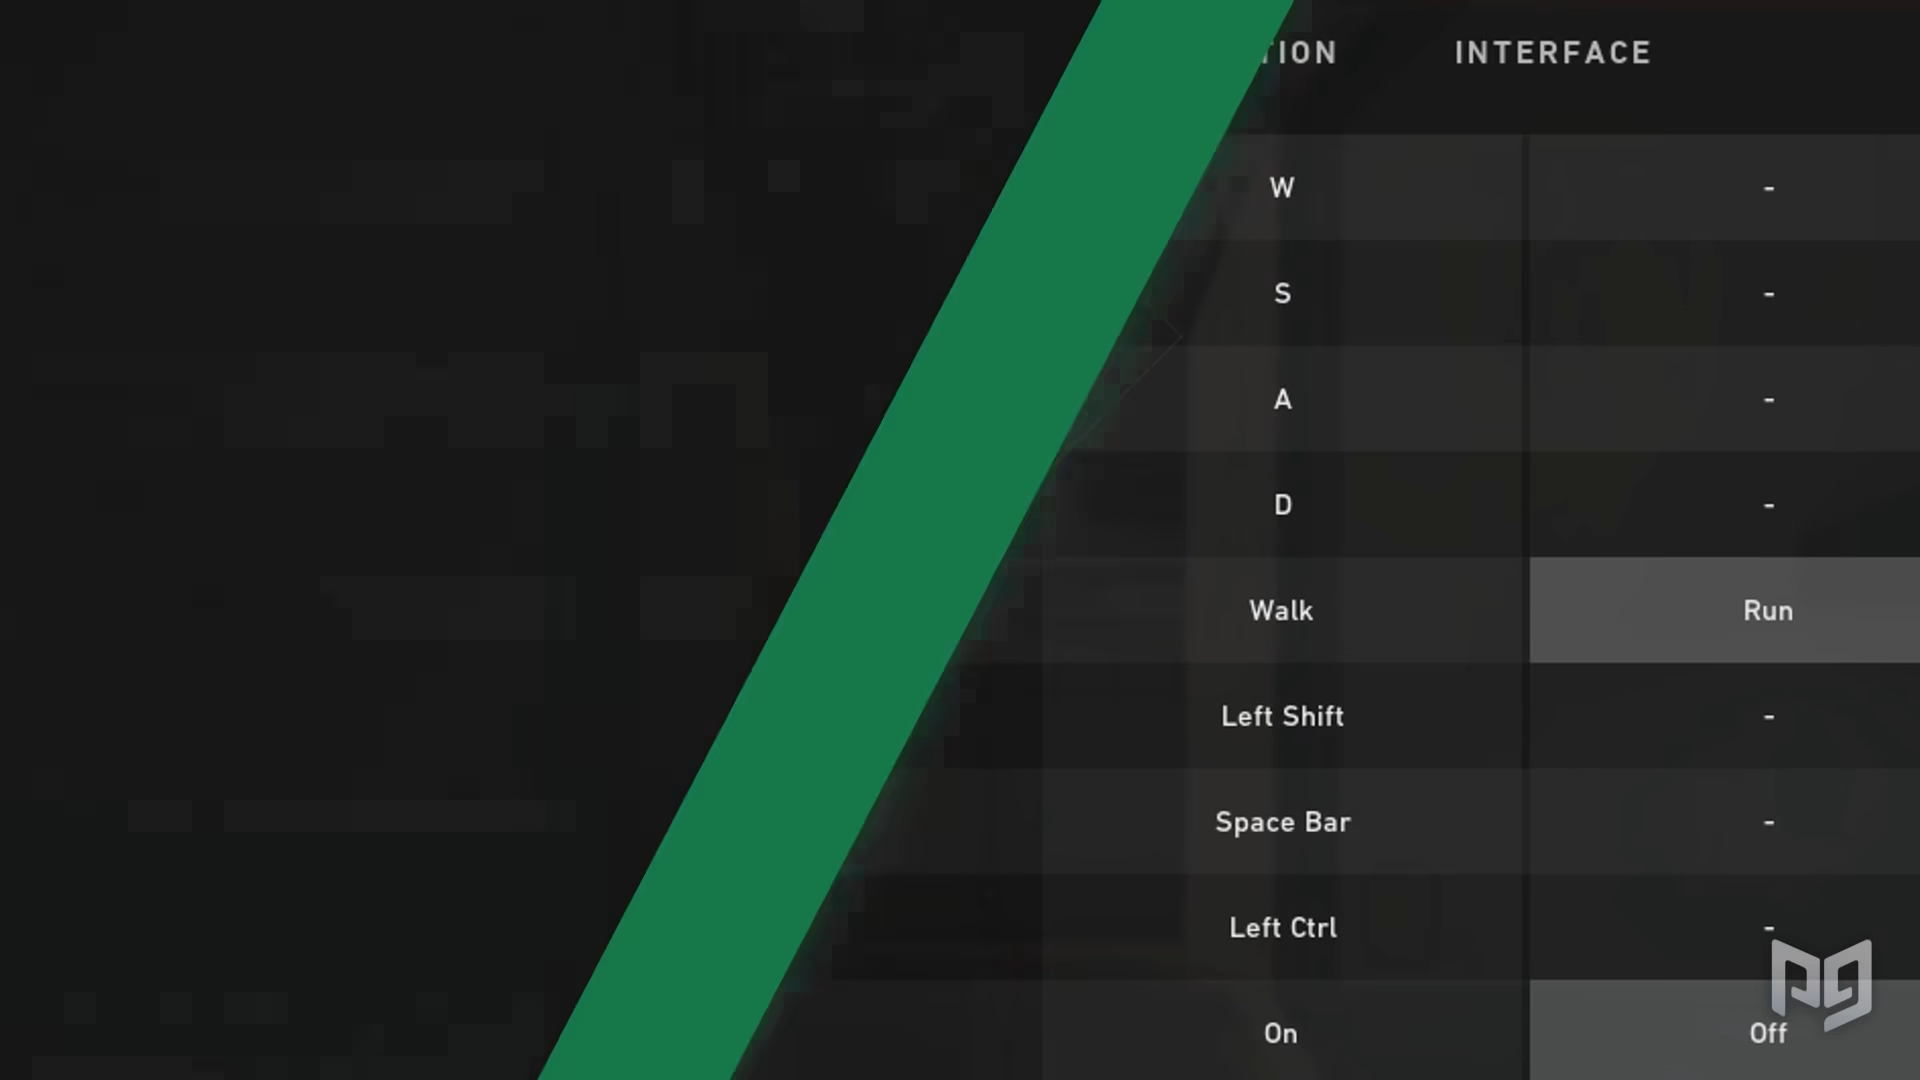 TION INTERFACE
W -
S -
A -
D -
Walk Run
Left Shift -
Space Bar -
Left Ctrl -
On Off